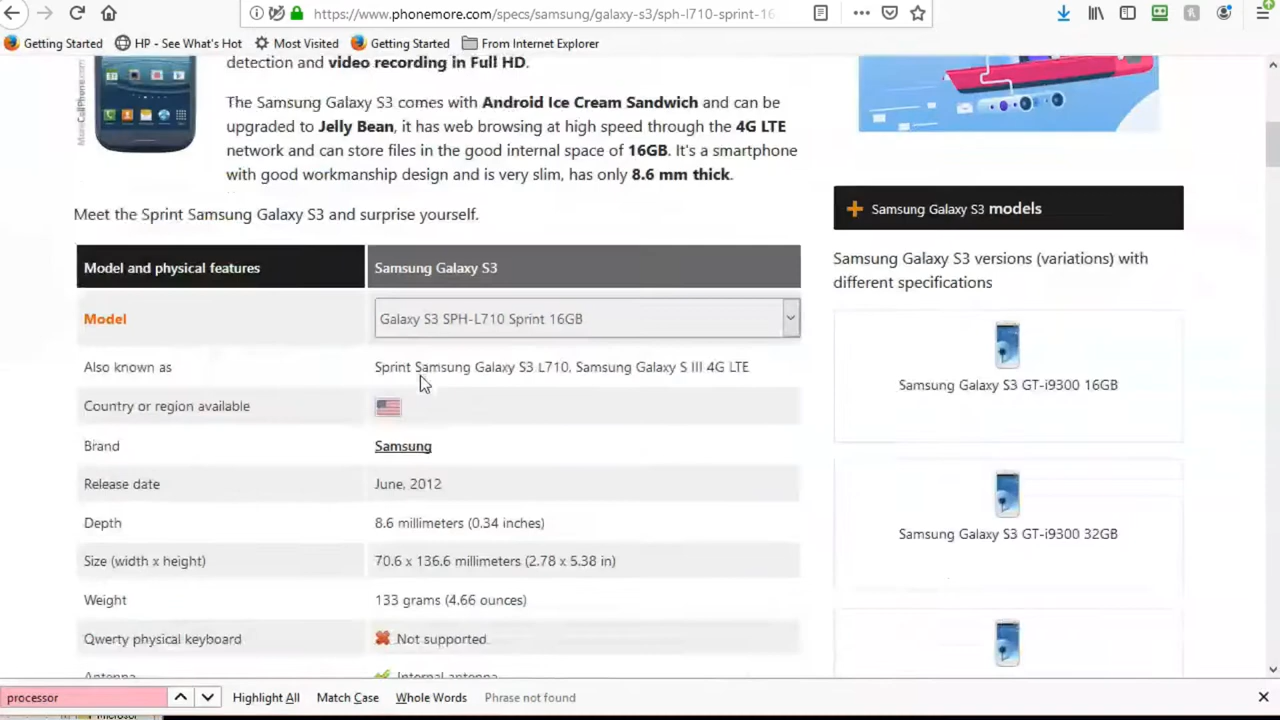 https://www.phonemore.com/specs/samsung/galaxy-s3/sph-l710-sprint-16
Getting Started
HP - See What's Hot
Most Visited
Getting Started
From Internet Explorer
detection and video recording in Full HD.
The Samsung Galaxy S3 comes with Android Ice Cream Sandwich and can be
upgraded to Jelly Bean, it has web browsing at high speed through the 4G LTE
network and can store files in the good internal space of 16GB. It's a smartphone
with good workmanship design and is very slim, has only 8.6 mm thick.
Meet the Sprint Samsung Galaxy S3 and surprise yourself.
Model and physical features
Samsung Galaxy S3
Model
Galaxy S3 SPH-L710 Sprint 16GB
Also known as
Sprint Samsung Galaxy S3 L710, Samsung Galaxy S III 4G LTE
Country or region available
Brand
Samsung
Release date
June, 2012
Depth
8.6 millimeters (0.34 inches)
Size (width x height)
70.6 x 136.6 millimeters (2.78 x 5.38 in)
Weight
133 grams (4.66 ounces)
Qwerty physical keyboard
Not supported
Antenna
Internal antenna
Samsung Galaxy S3 models
Samsung Galaxy S3 versions (variations) with
different specifications
Samsung Galaxy S3 GT-i9300 16GB
Samsung Galaxy S3 GT-i9300 32GB
processor
Highlight All
Match Case
Whole Words
Phrase not found